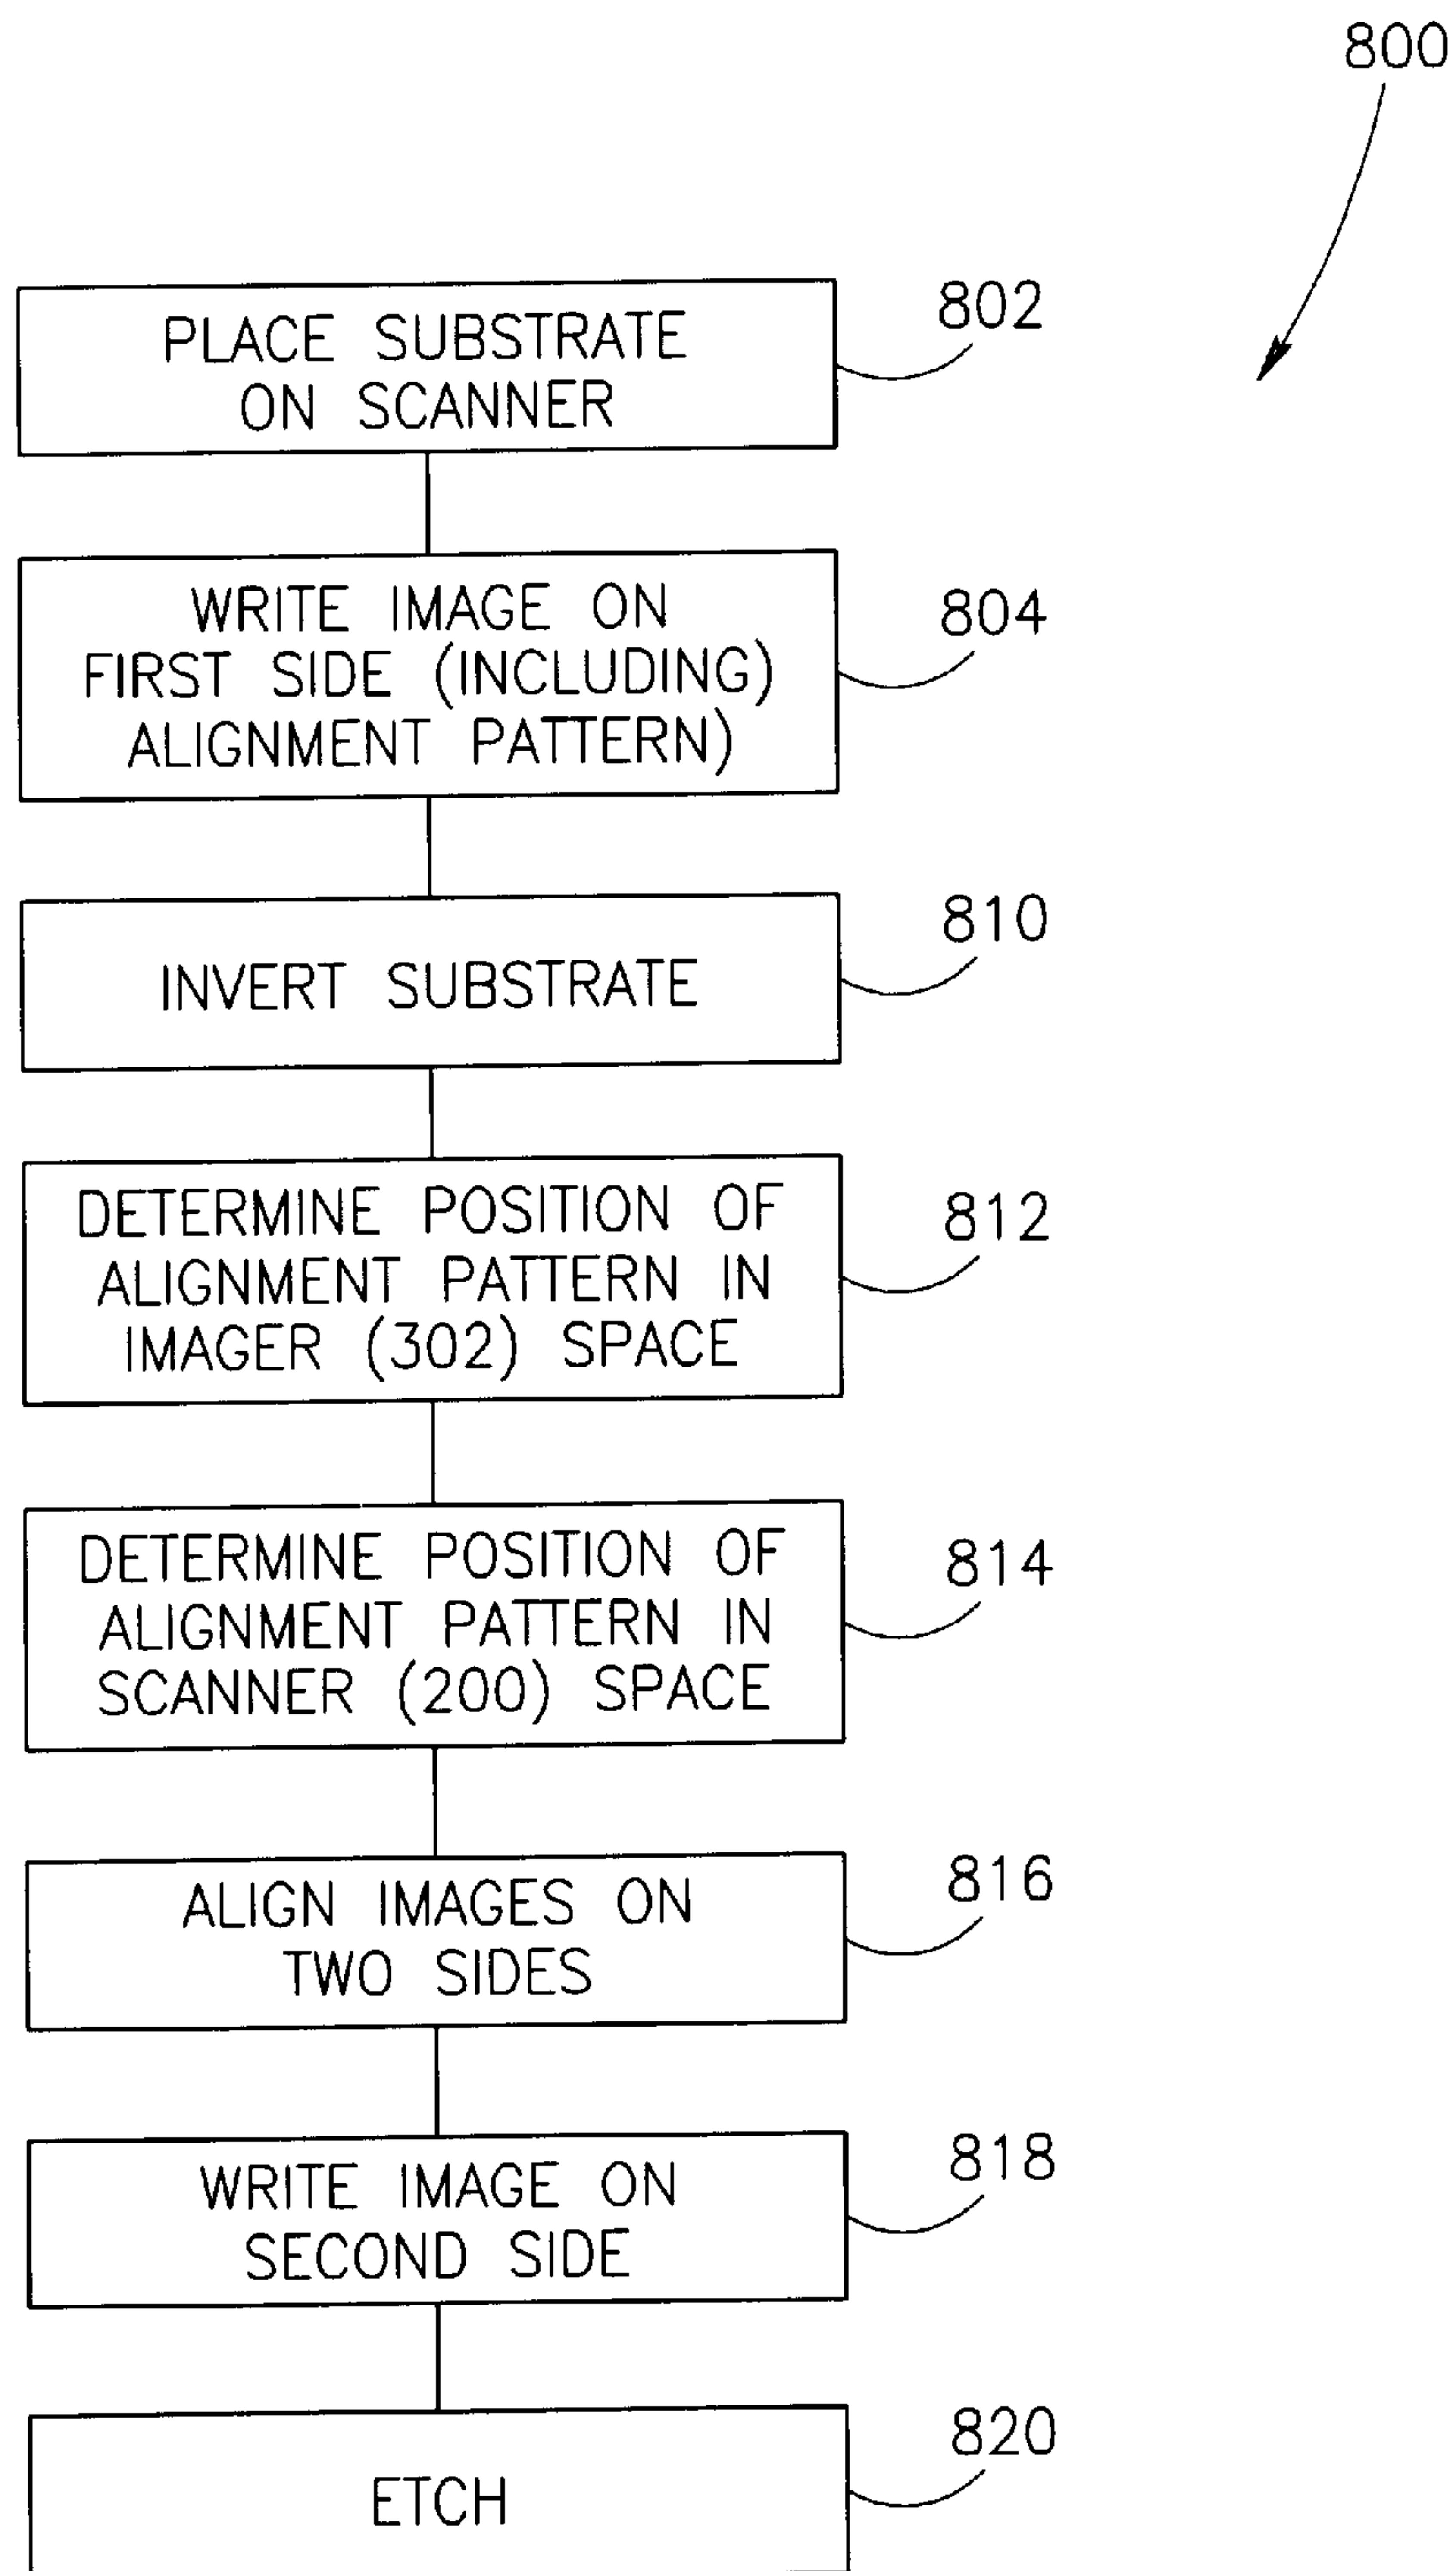 800
PLACE SUBSTRATE
ON SCANNER
802
WRITE IMAGE ON
FIRST SIDE (INCLUDING)
ALIGNMENT PATTERN)
804
INVERT SUBSTRATE
810
DETERMINE POSITION OF
ALIGNMENT PATTERN IN
IMAGER (302) SPACE
812
DETERMINE POSITION OF
ALIGNMENT PATTERN IN
SCANNER (200) SPACE
814
ALIGN IMAGES ON
TWO SIDES
816
WRITE IMAGE ON
SECOND SIDE
818
ETCH
820